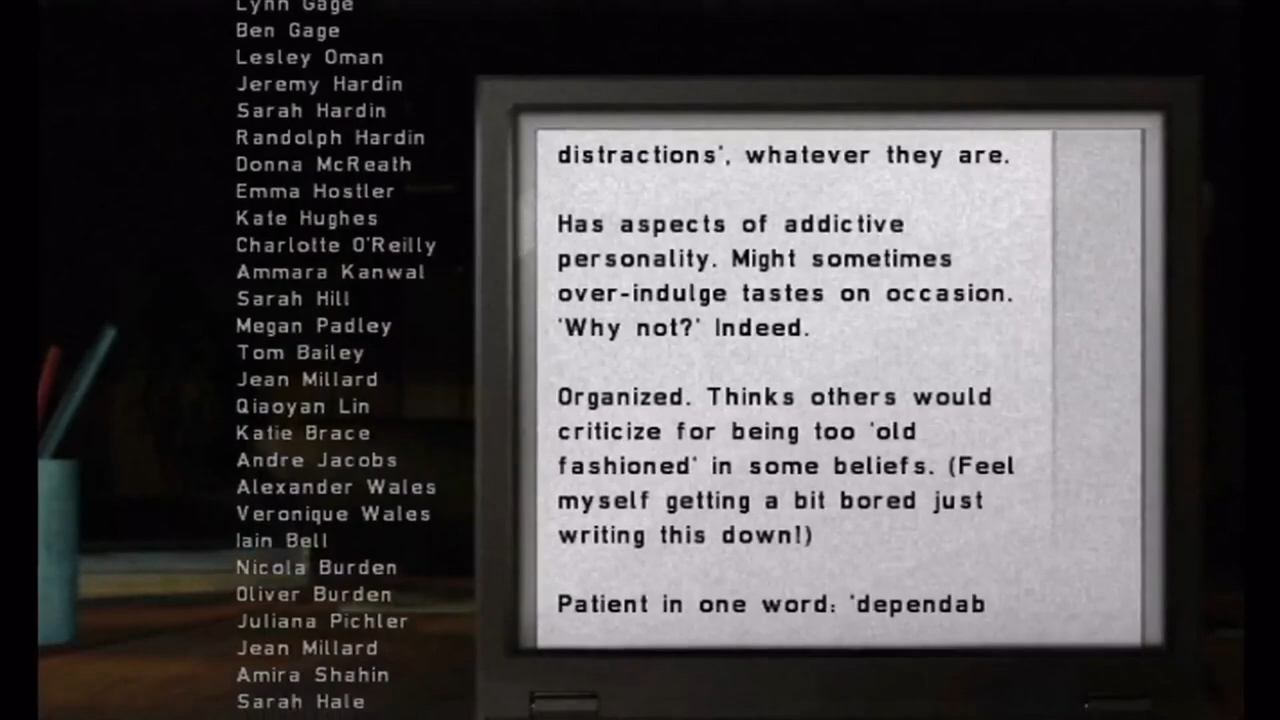 Lynn Gage
Ben Gage
Lesley Oman
Jeremy Hardin
Sarah Hardin
Randolph Hardin
Donna McReath
Emma Hostler
Kate Hughes
Charlotte O'Reilly
Ammara Kanwal
Sarah Hill
Megan Padley
Tom Bailey
Jean Millard
Qiaoyan Lin
Katie Brace
Andre Jacobs
Alexander Wales
Veronique Wales
Iain Bell
Nicola Burden
Oliver Burden
Juliana Pichler
Jean Millard
Amira Shahin
Sarah Hale
distractions', whatever they are.
Has aspects of addictive
personality. Might sometimes
over-indulge tastes on occasion.
'Why not?' Indeed.
Organized. Thinks others would
criticize for being too 'old
fashioned' in some beliefs. (Feel
myself getting a bit bored just
writing this down!)
Patient in one word: 'dependab